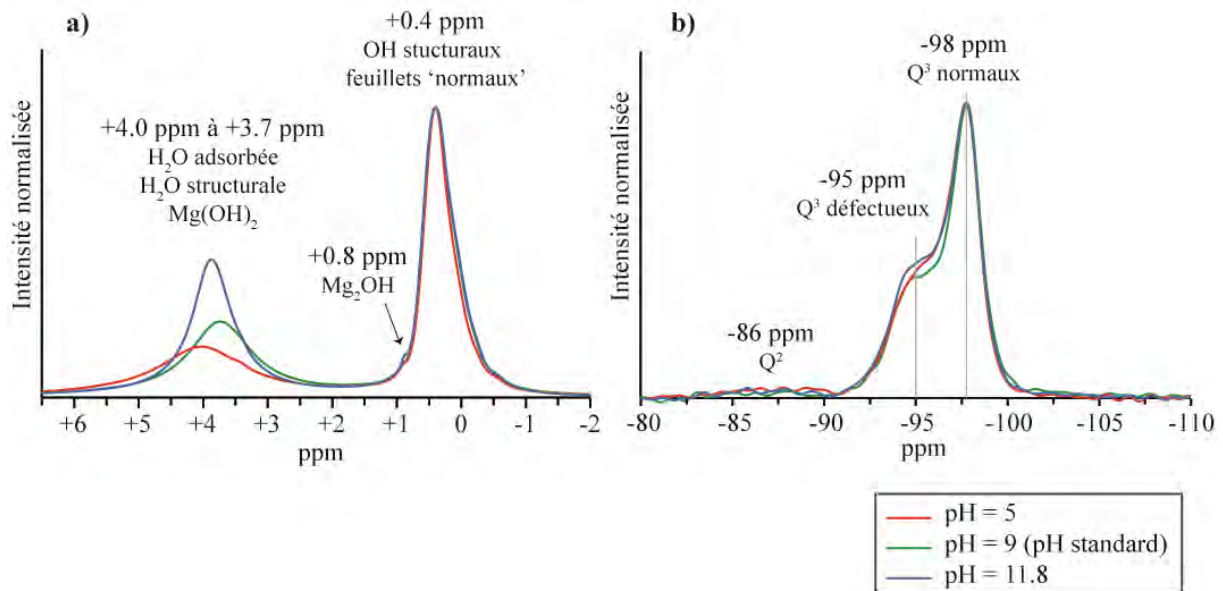 a)
+0.4 ppm
OH stucturaux
feuillets ‘normaux’
+4.0 ppm à +3.7 ppm
H₂O adsorbée
H₂O structurale
Mg(OH)₂
+0.8 ppm
Mg₂OH
Intensité normalisée
+6 +5 +4 +3 +2 +1 0 -1 -2
ppm
b)
-98 ppm
Q³ normaux
-95 ppm
Q³ défectueux
-86 ppm
Q²
Intensité normalisée
-80 -85 -90 -95 -100 -105 -110
ppm
pH = 5
pH = 9 (pH standard)
pH = 11.8